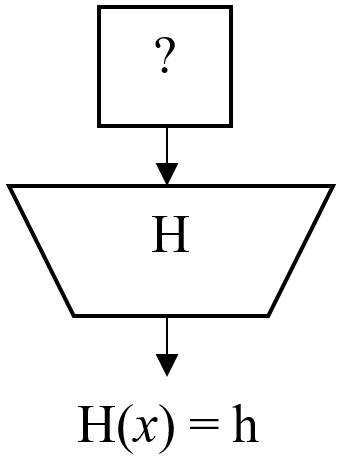 ?
H
H(x) = h